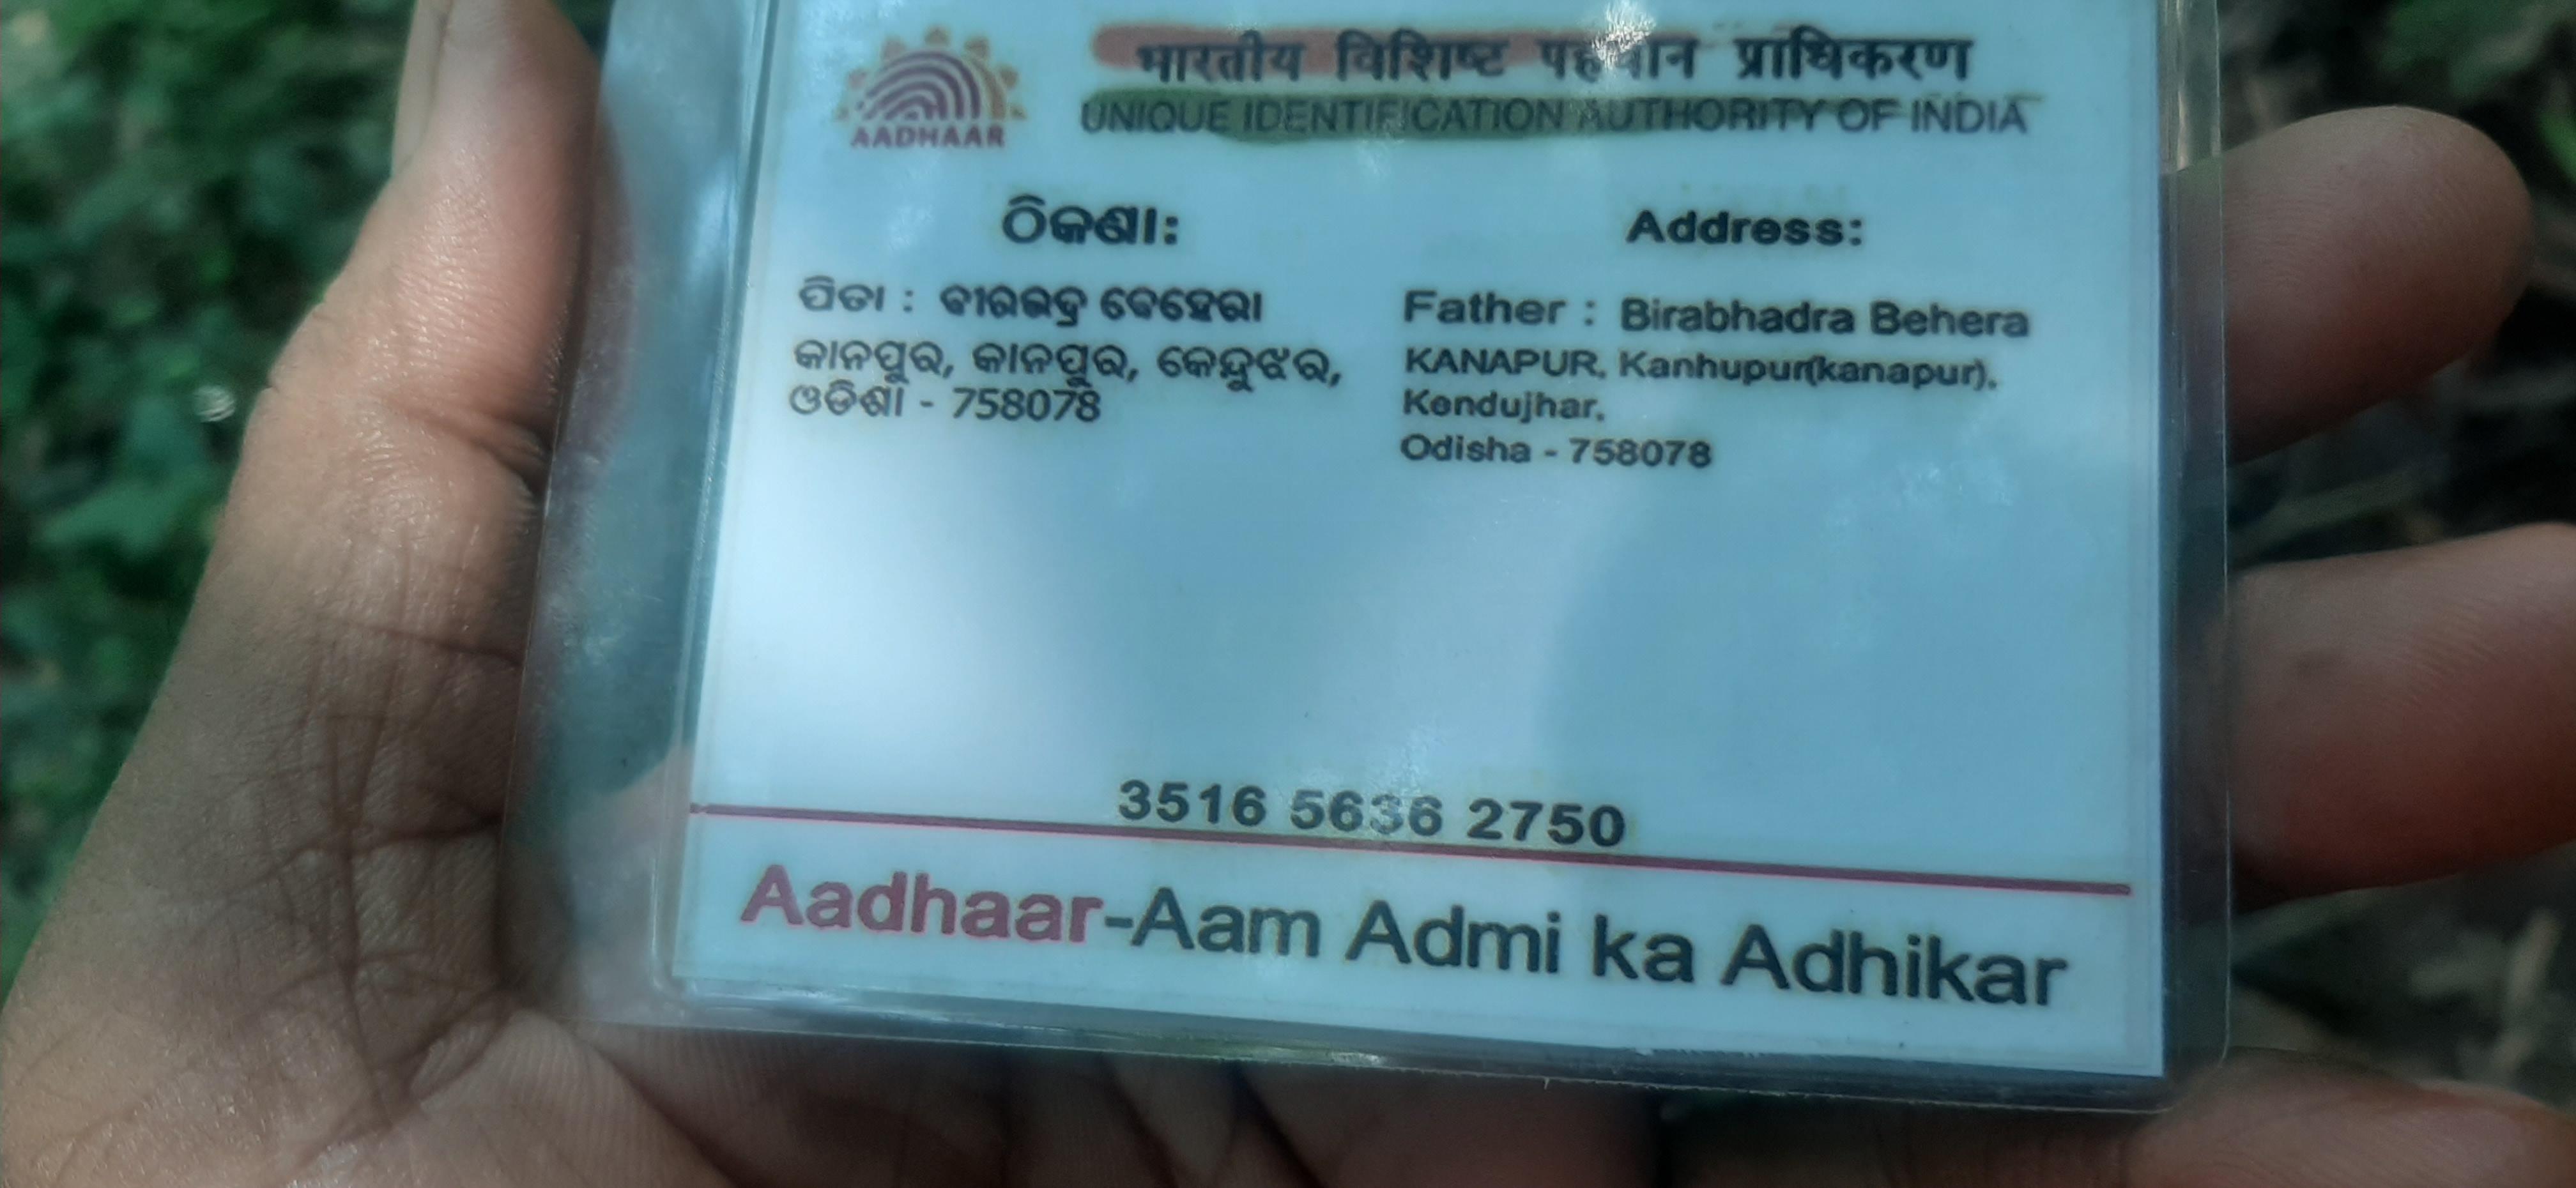 भारतीय विशिष्ट पहचान प्राधिकरण
UNIQUE IDENTIFICATION AUTHORITY OF INDIA
AADHAAR
ଠିକଣା:
ପିତା : ବୀରଭଦ୍ର ବେହେରା
କାନପୁର, କାନପୁର, କେନ୍ଦୁଝର,
ଓଡିଶା - 758078
Address:
Father : Birabhadra Behera
KANAPUR, Kanhupur(kanapur),
Kendujhar,
Odisha - 758078
3516 5636 2750
Aadhaar-Aam Admi ka Adhikar